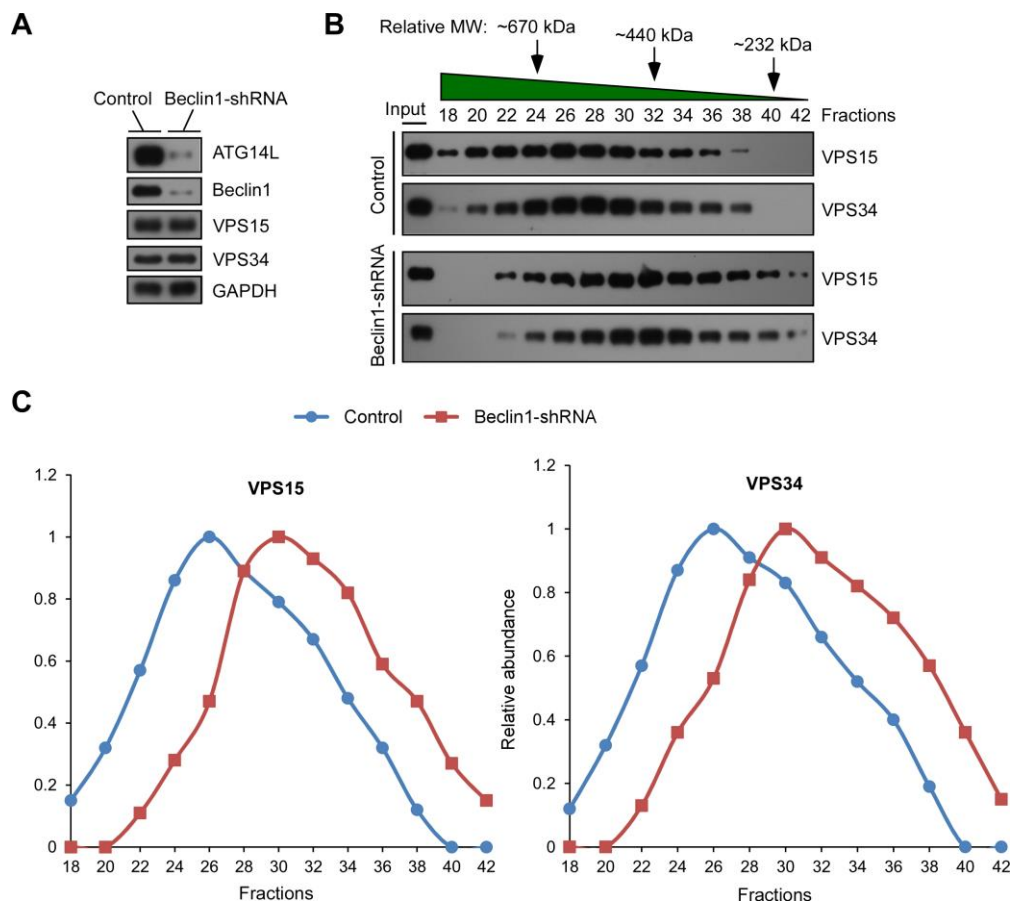 A
Control Beclin1-shRNA
ATG14L
Beclin1
VPS15
VPS34
GAPDH
B
Relative MW: ~670 kDa ~440 kDa ~232 kDa
Input 18 20 22 24 26 28 30 32 34 36 38 40 42 Fractions
Control
VPS15
VPS34
Beclin1-shRNA
VPS15
VPS34
C
Control Beclin1-shRNA
VPS15
1.2
1
0.8
0.6
0.4
0.2
0
18 20 22 24 26 28 30 32 34 36 38 40 42
Fractions
VPS34
Relative abundance
1.2
1
0.8
0.6
0.4
0.2
0
18 20 22 24 26 28 30 32 34 36 38 40 42
Fractions